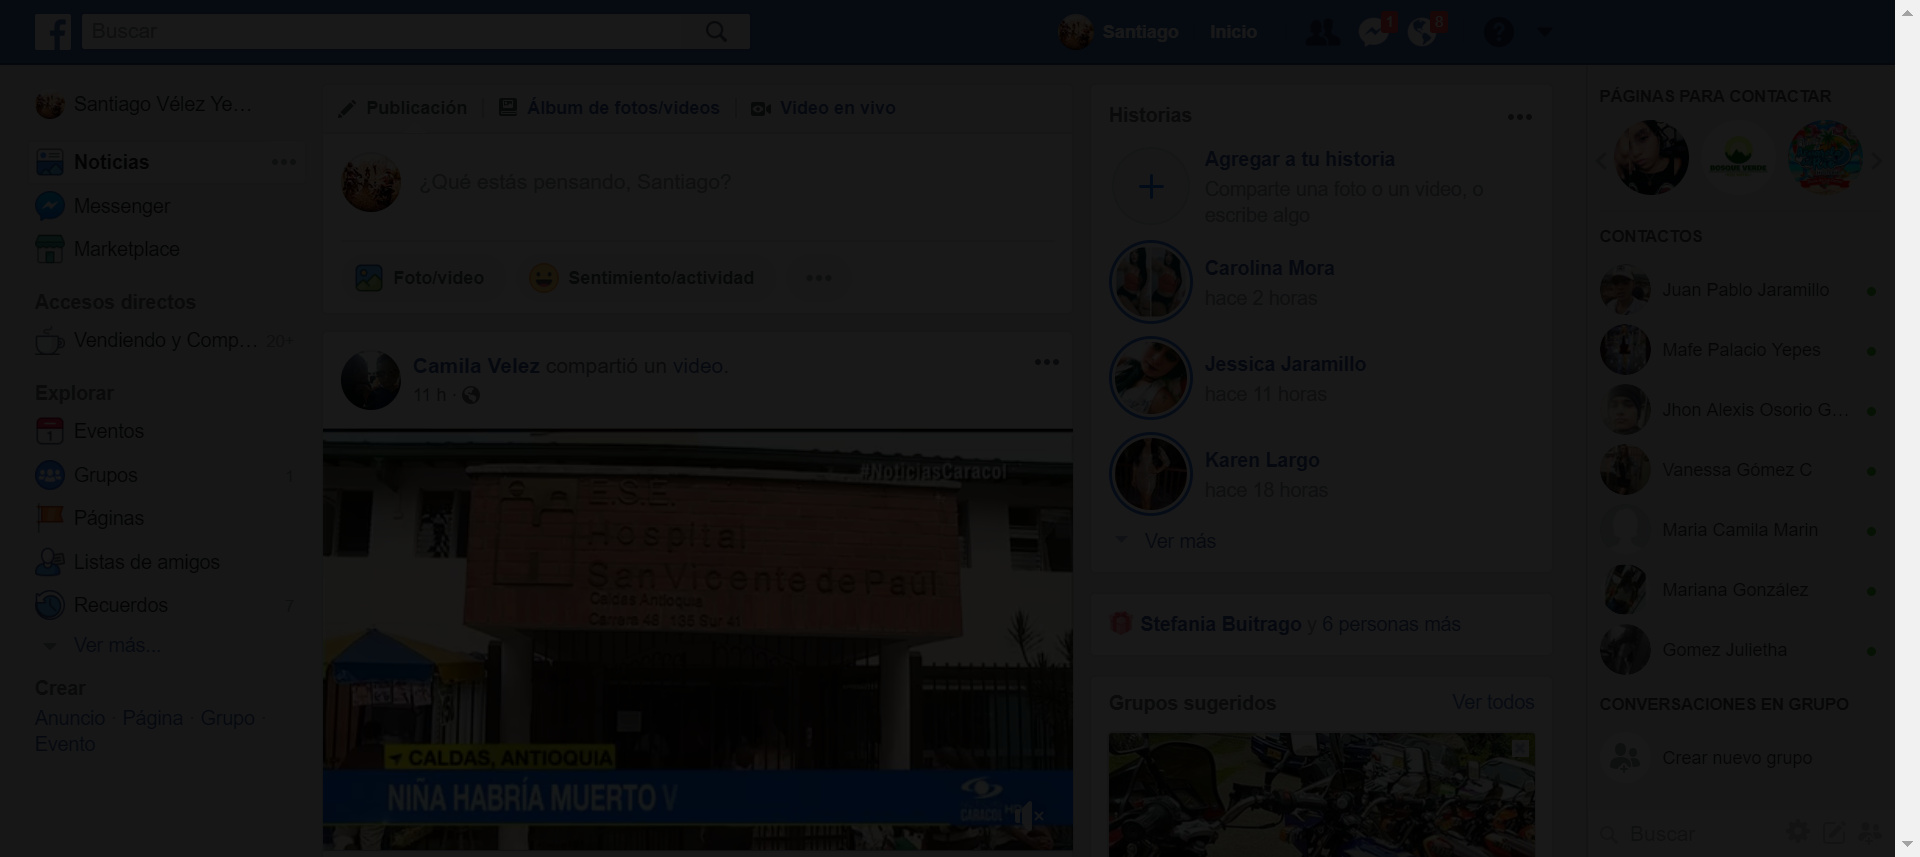 Buscar
Santiago
Inicio
1
8
?
Santiago Vélez Ye...
Noticias
Messenger
Marketplace
Accesos directos
Vendiendo y Comp... 20+
Explorar
Eventos
Grupos 1
Páginas
Listas de amigos
Recuerdos 7
Ver más...
Crear
Anuncio · Página · Grupo ·
Evento
Publicación
Álbum de fotos/videos
Video en vivo
¿Qué estás pensando, Santiago?
Foto/video
Sentimiento/actividad
Camila Velez compartió un video.
11 h ·
#NoticiasCaracol
E.S.E.
Hospital
San Vicente de Paúl
Caldas Antioquia
Carrera 48 135 Sur 41
CALDAS, ANTIOQUIA
NIÑA HABRÍA MUERTO V
CARACOL HD
Historias
Agregar a tu historia
Comparte una foto o un video, o
escribe algo
Carolina Mora
hace 2 horas
Jessica Jaramillo
hace 11 horas
Karen Largo
hace 18 horas
Ver más
Stefania Buitrago y 6 personas más
Grupos sugeridos
Ver todos
PÁGINAS PARA CONTACTAR
CONTACTOS
Juan Pablo Jaramillo
Mafe Palacio Yepes
Jhon Alexis Osorio G...
Vanessa Gómez C
Maria Camila Marin
Mariana González
Gomez Julietha
CONVERSACIONES EN GRUPO
Crear nuevo grupo
Buscar